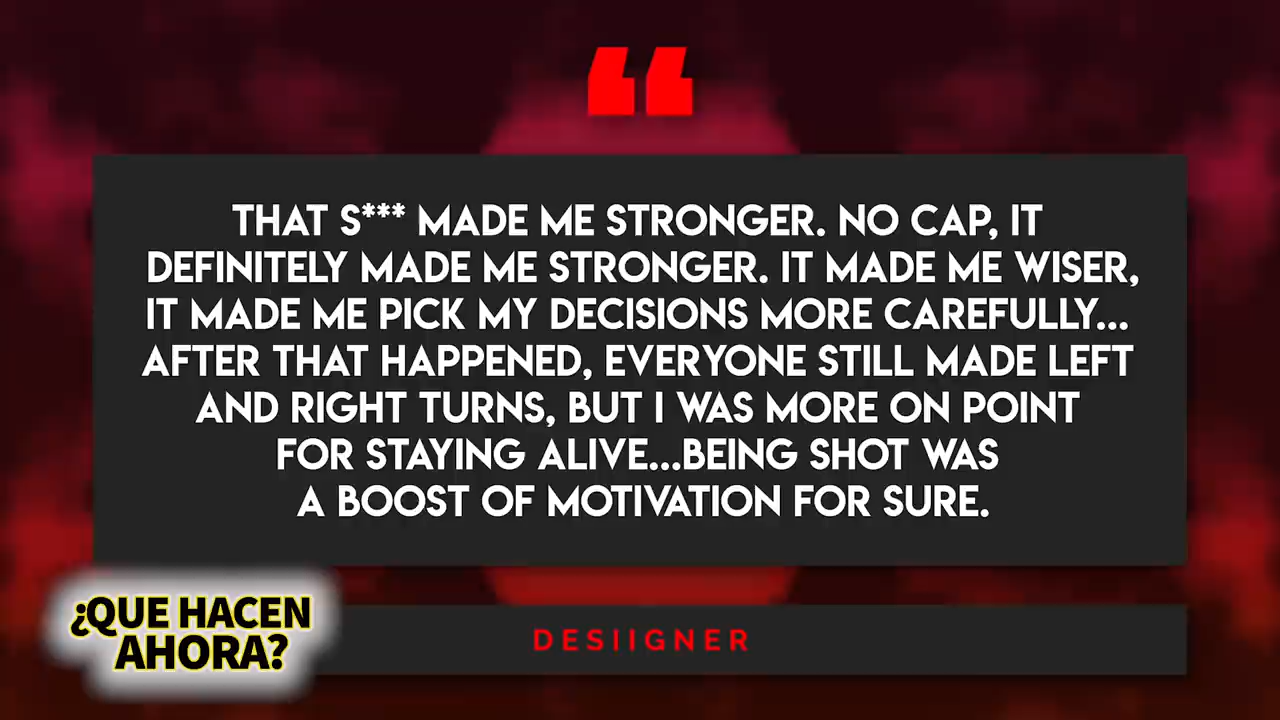 “
THAT S*** MADE ME STRONGER. NO CAP, IT
DEFINITELY MADE ME STRONGER. IT MADE ME WISER,
IT MADE ME PICK MY DECISIONS MORE CAREFULLY...
AFTER THAT HAPPENED, EVERYONE STILL MADE LEFT
AND RIGHT TURNS, BUT I WAS MORE ON POINT
FOR STAYING ALIVE...BEING SHOT WAS
A BOOST OF MOTIVATION FOR SURE.
DESIIGNER
¿QUE HACEN
AHORA?